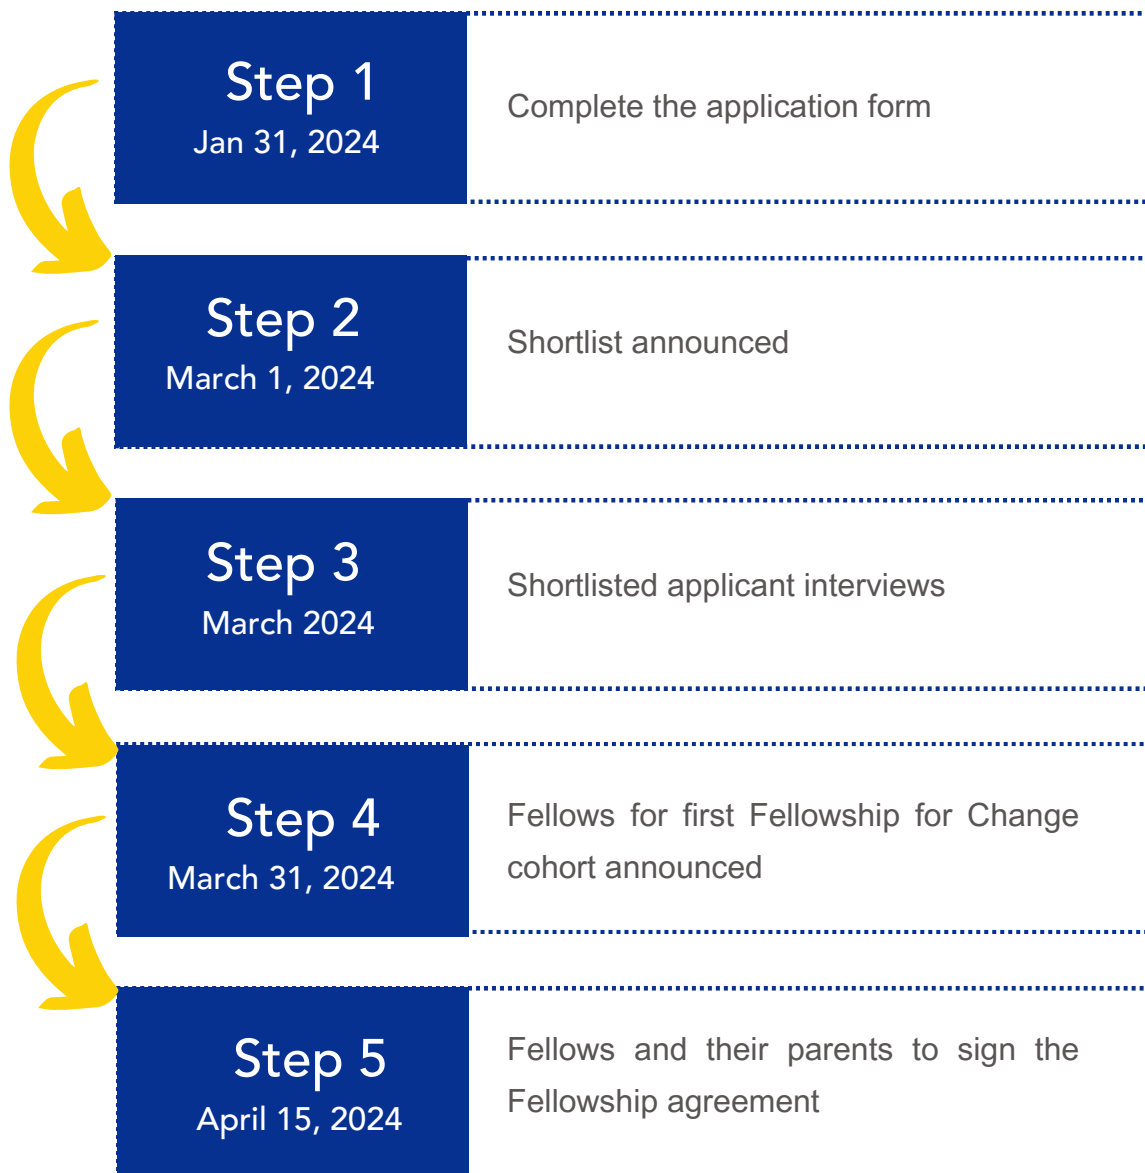 Step 1
Jan 31, 2024
Complete the application form
Step 2
March 1, 2024
Shortlist announced
Step 3
March 2024
Shortlisted applicant interviews
Step 4
March 31, 2024
Fellows for first Fellowship for Change
cohort announced
Step 5
April 15, 2024
Fellows and their parents to sign the
Fellowship agreement